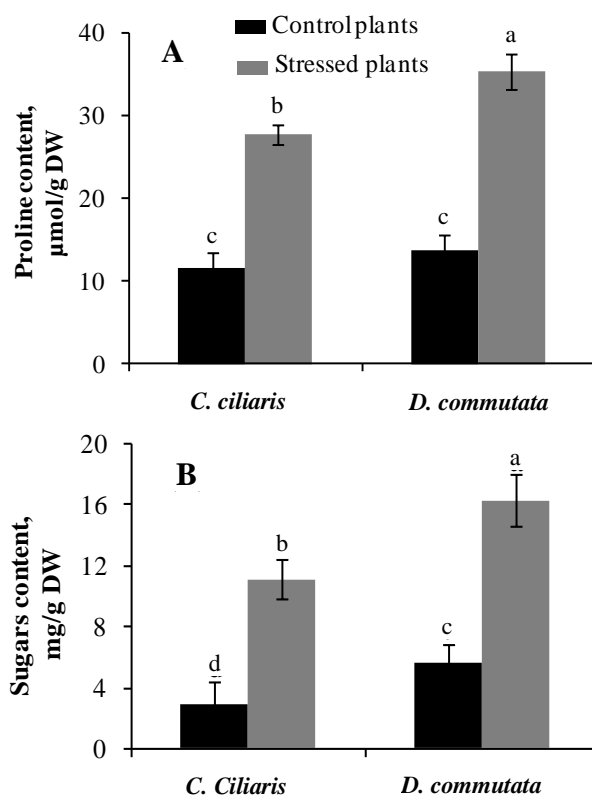 A
Control plants
Stressed plants
Proline content,
µmol/g DW
40
30
20
10
0
c
b
c
a
C. ciliaris
D. commutata
B
Sugars content,
mg/g DW
20
16
12
8
4
0
d
b
c
a
C. Ciliaris
D. commutata